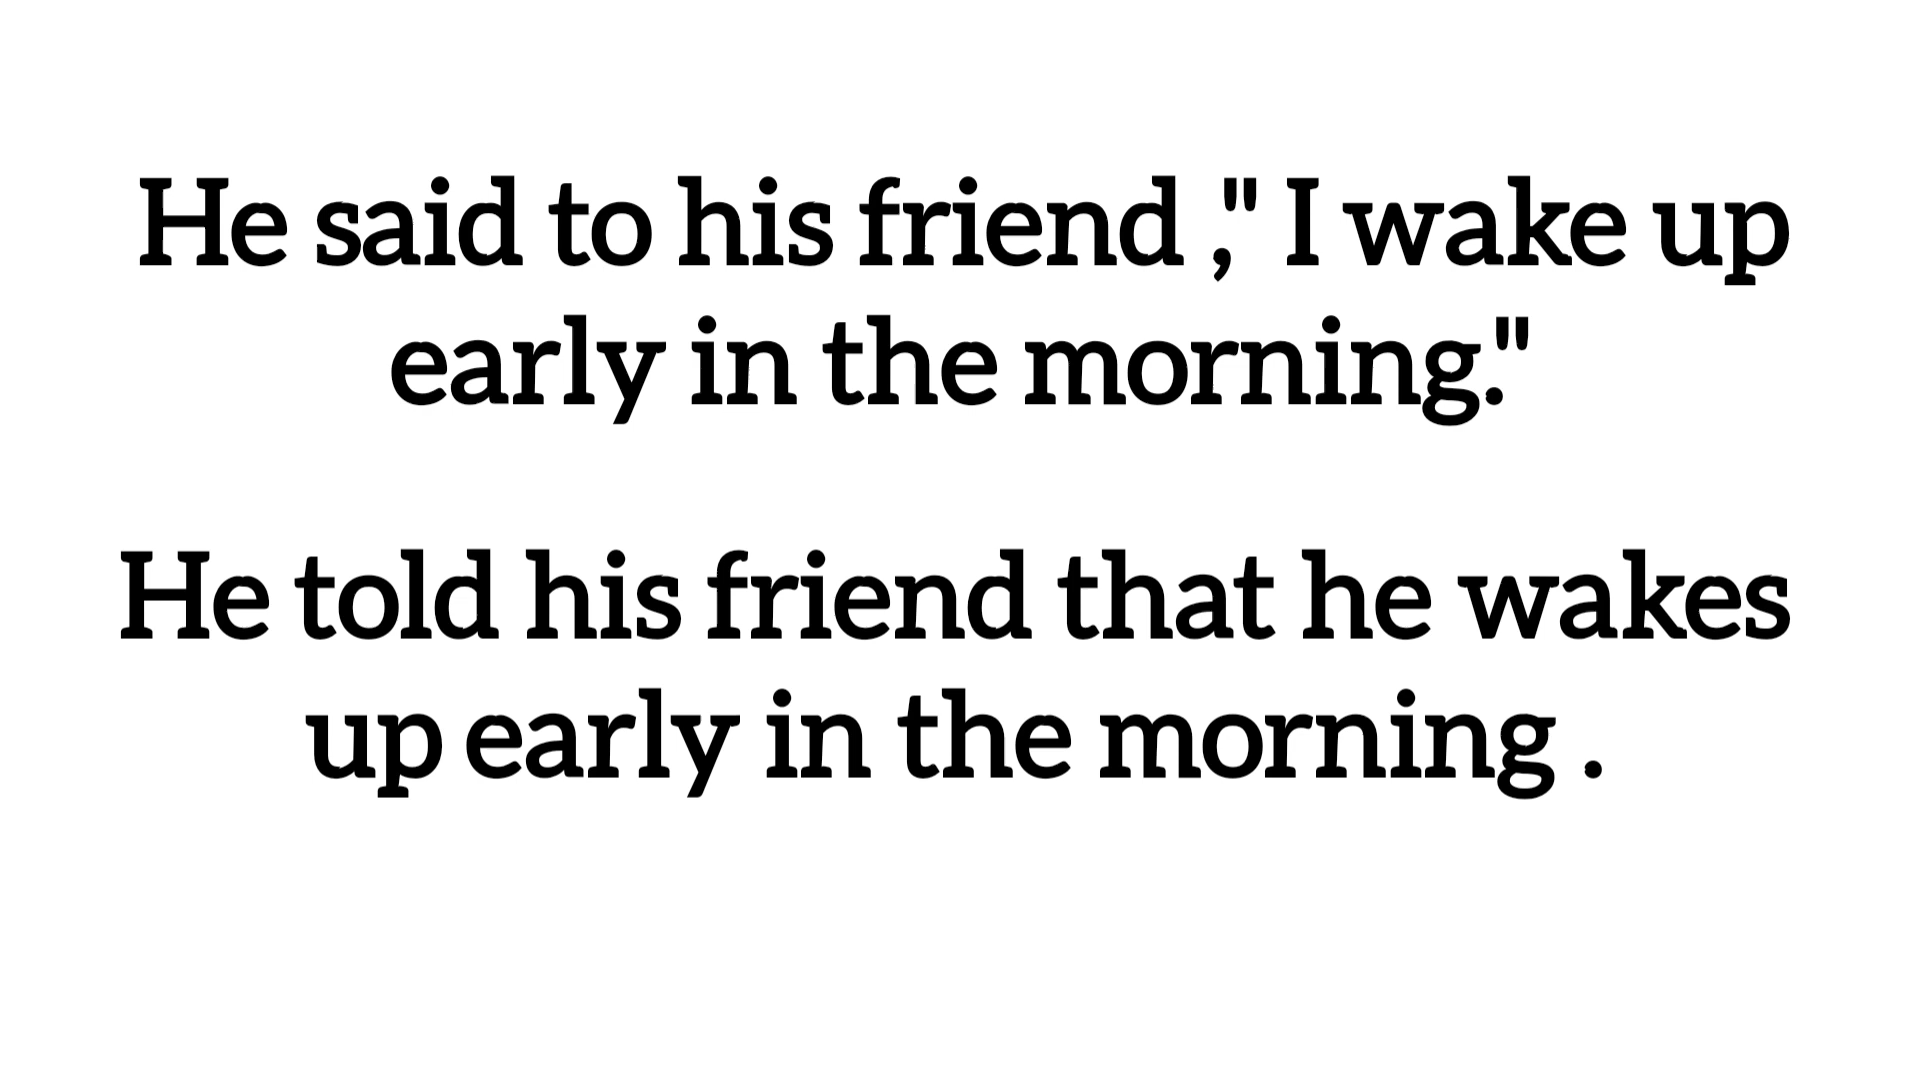 He said to his friend ," I wake up
early in the morning."
He told his friend that he wakes
up early in the morning .